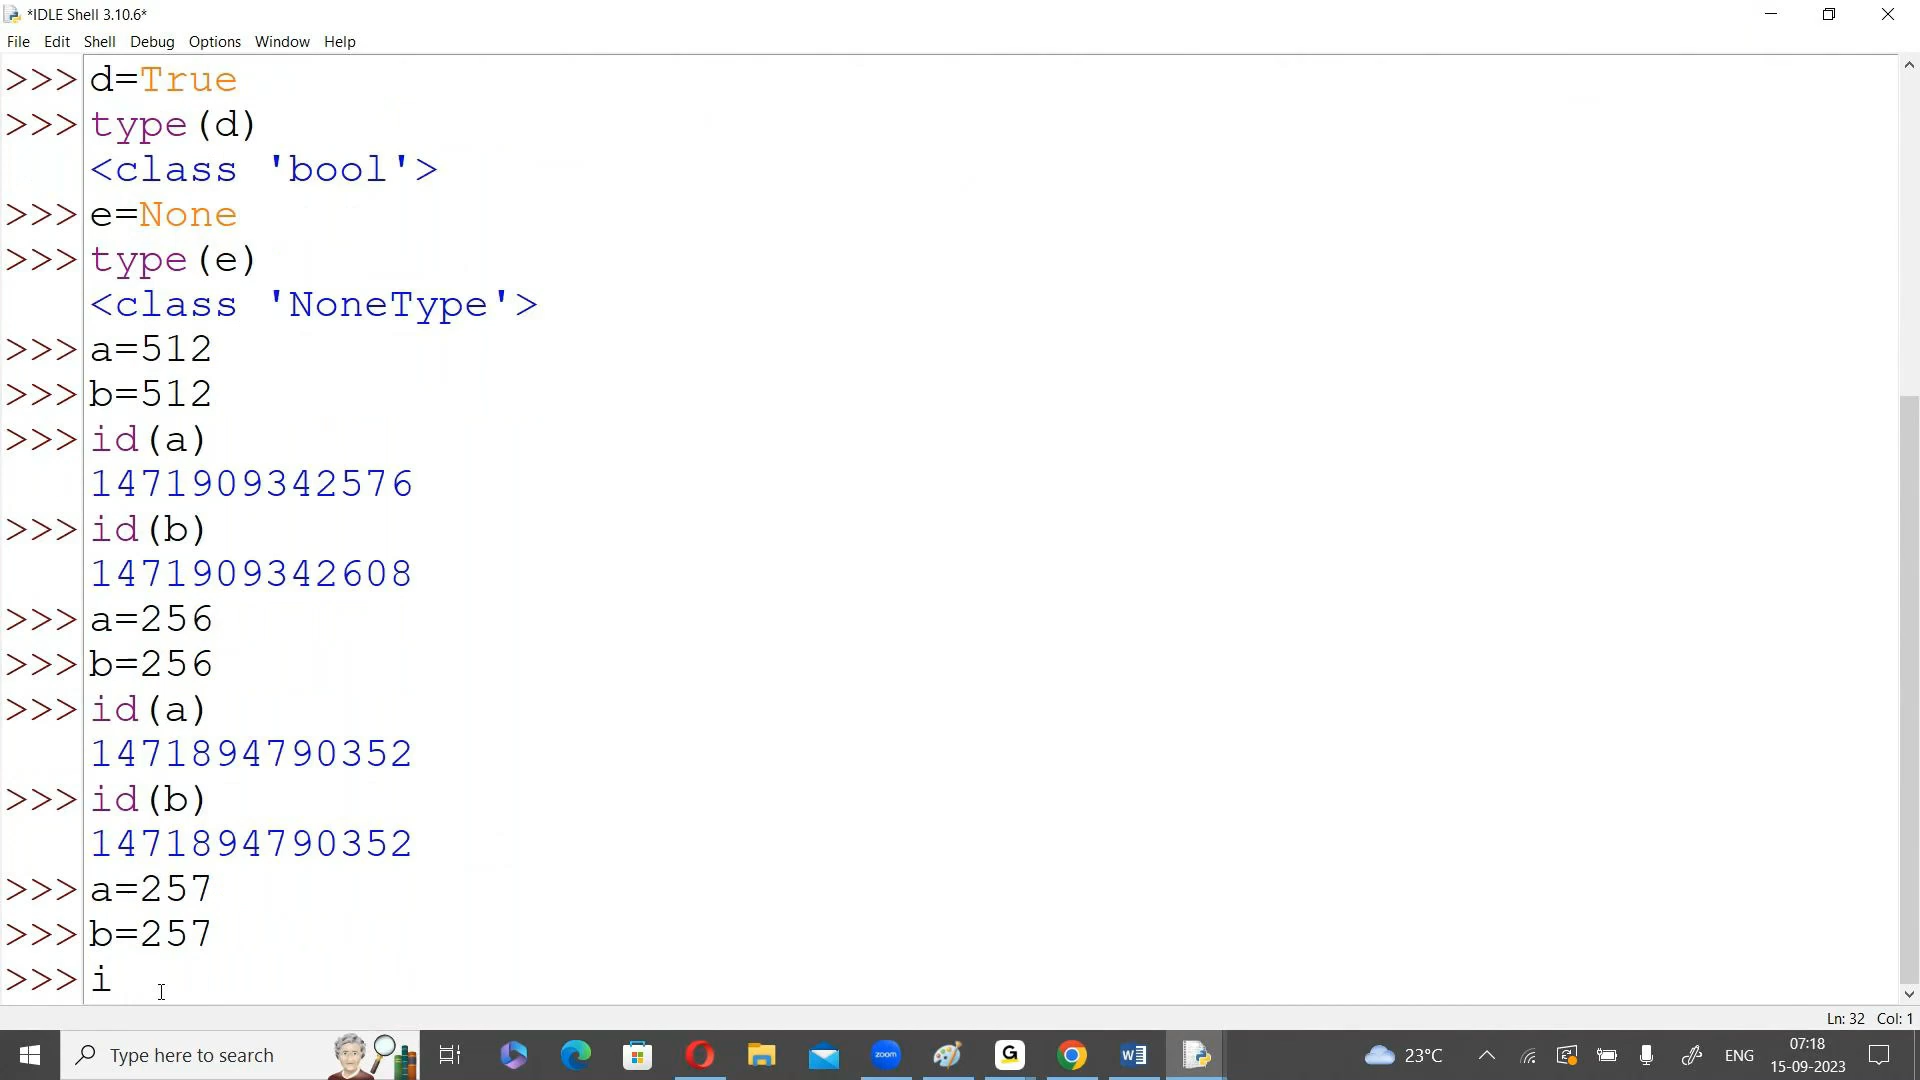 *IDLE Shell 3.10.6*
File Edit Shell Debug Options Window Help
>>> d=True
>>> type(d)
<class 'bool'>
>>> e=None
>>> type(e)
<class 'NoneType'>
>>> a=512
>>> b=512
>>> id(a)
1471909342576
>>> id(b)
1471909342608
>>> a=256
>>> b=256
>>> id(a)
1471894790352
>>> id(b)
1471894790352
>>> a=257
>>> b=257
>>> i
Ln: 32 Col: 1
Type here to search
zoom
G
W
23°C
ENG
07:18
15-09-2023